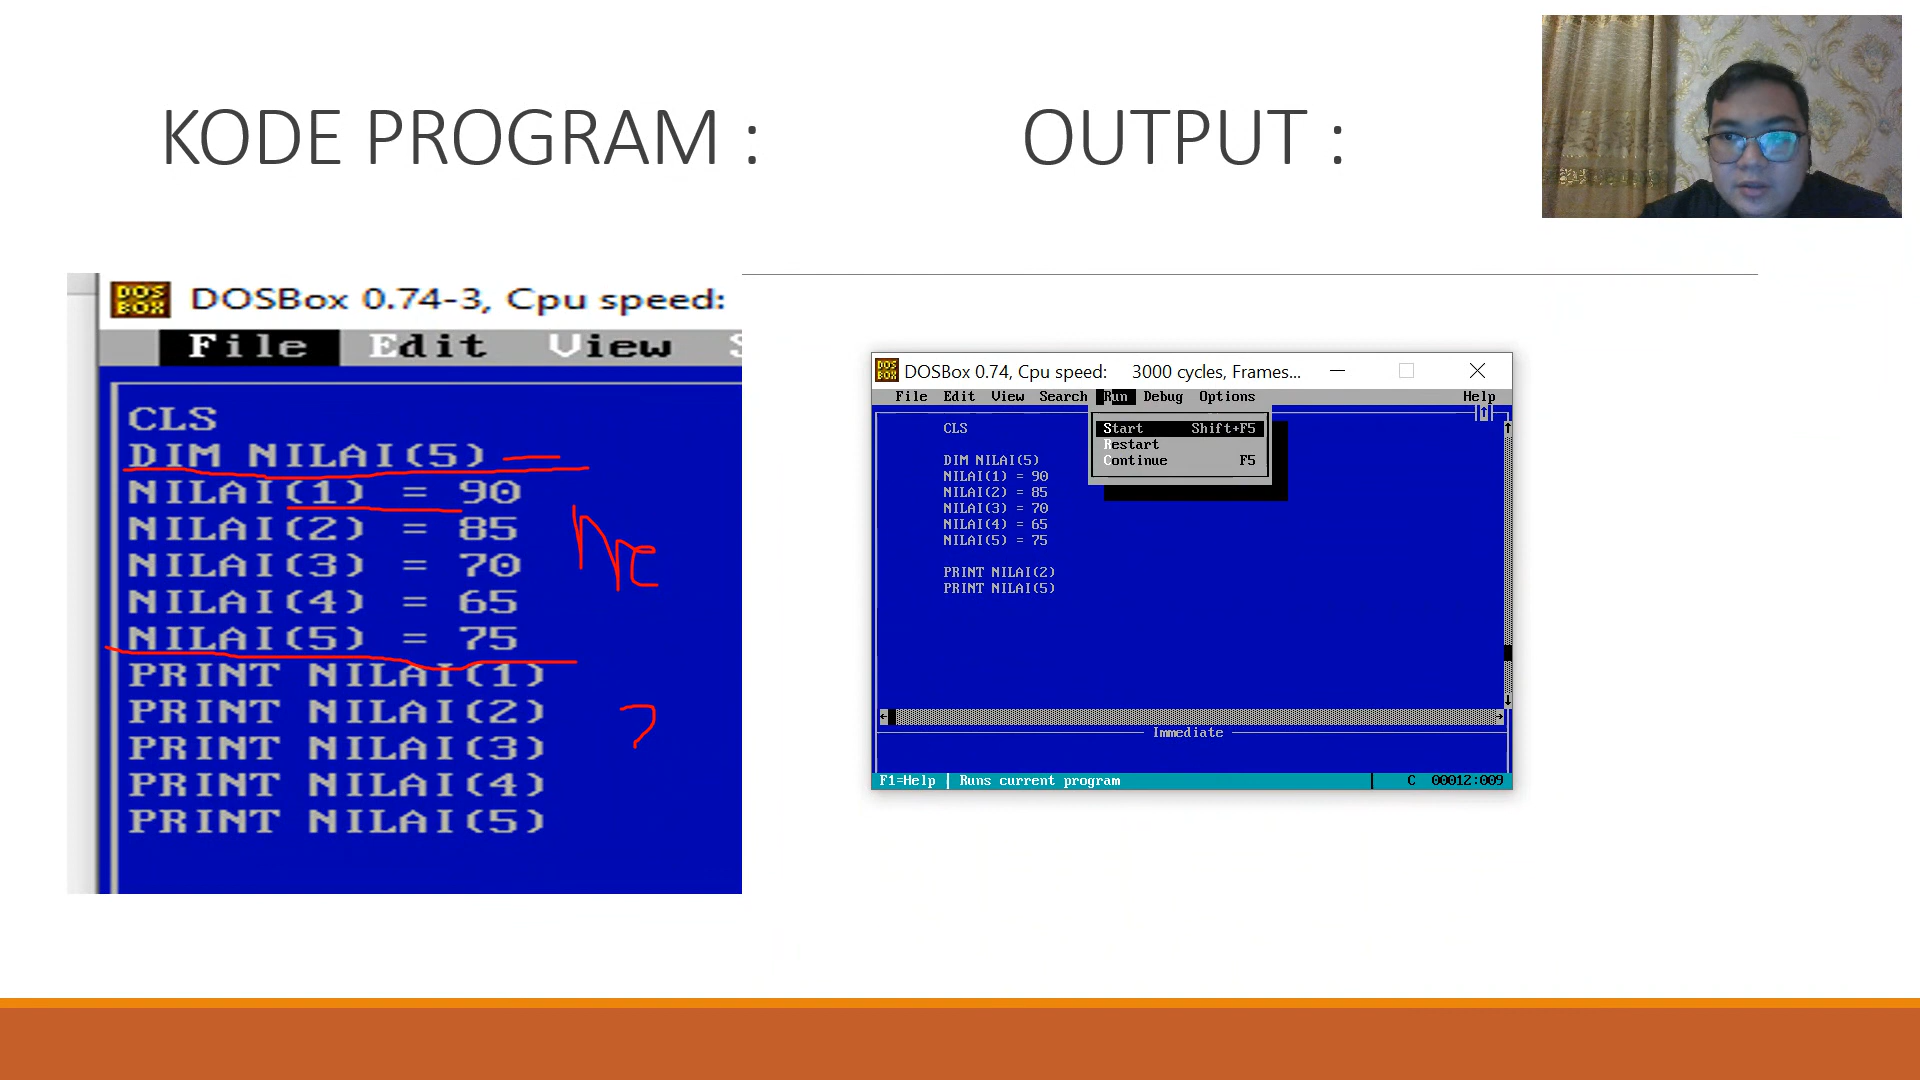 KODE PROGRAM :
OUTPUT :
DOS
BOX
DOSBox 0.74-3, Cpu speed:
File Edit View
CLS
DIM NILAI(5)
NILAI(1) = 90
NILAI(2) = 85
NILAI(3) = 70
NILAI(4) = 65
NILAI(5) = 75
PRINT NILAI(1)
PRINT NILAI(2)
PRINT NILAI(3)
PRINT NILAI(4)
PRINT NILAI(5)
?
DOS
BOX
DOSBox 0.74, Cpu speed: 3000 cycles, Frames...
File Edit View Search Run Debug Options Help
Start Shift+F5
Restart
Continue F5
CLS
DIM NILAI(5)
NILAI(1) = 90
NILAI(2) = 85
NILAI(3) = 70
NILAI(4) = 65
NILAI(5) = 75
PRINT NILAI(2)
PRINT NILAI(5)
Immediate
F1=Help | Runs current program C 00012:009